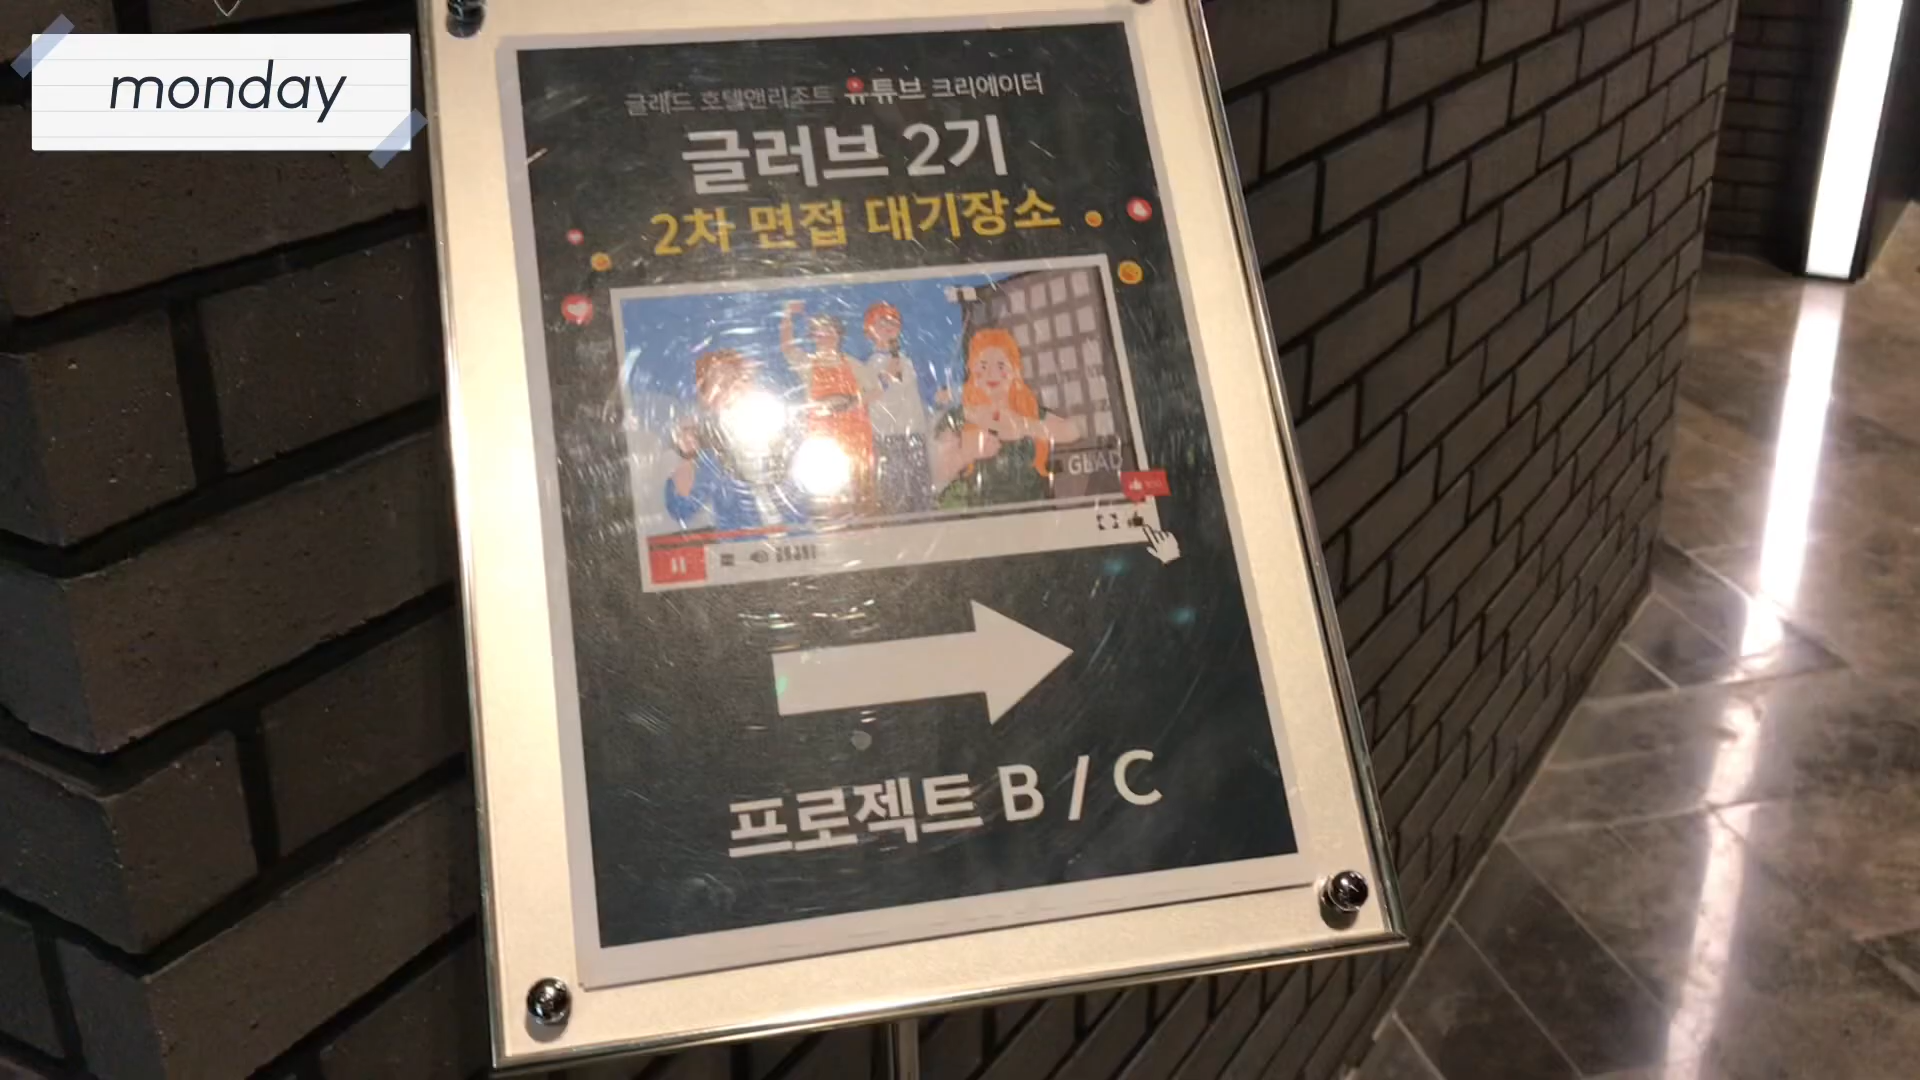 monday
글래드 호텔앤리조트 유튜브 크리에이터
글러브 2기
2차 면접 대기장소
GLAD
프로젝트 B / C